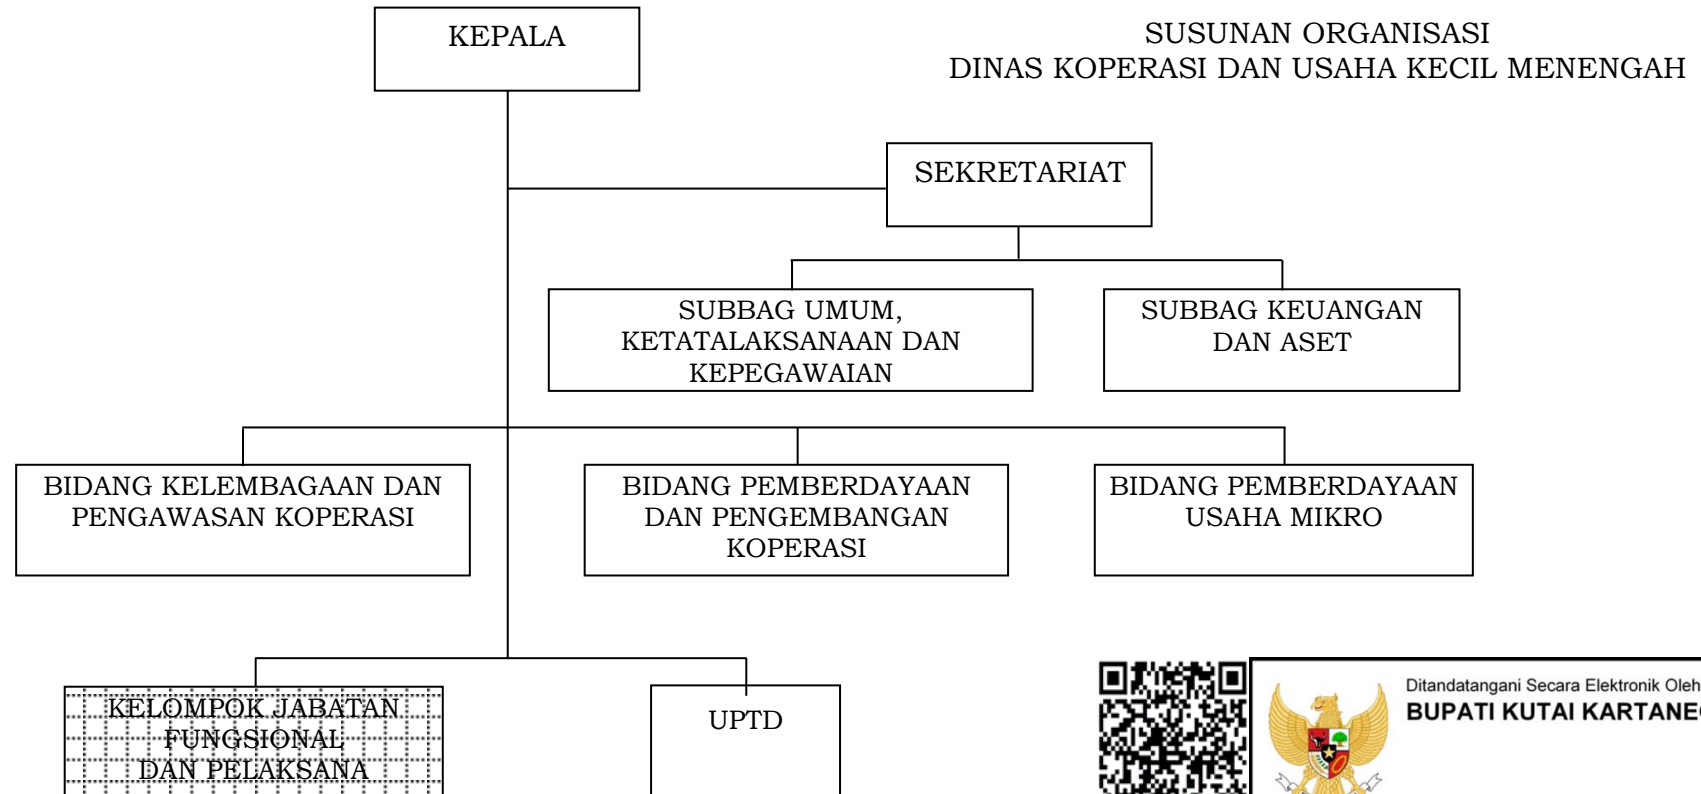 KEPALA
SUSUNAN ORGANISASI
DINAS KOPERASI DAN USAHA KECIL MENENGAH
SEKRETARIAT
SUBBAG UMUM,
KETATALAKSANAAN DAN
KEPEGAWAIAN
SUBBAG KEUANGAN
DAN ASET
BIDANG KELEMBAGAAN DAN
PENGAWASAN KOPERASI
BIDANG PEMBERDAYAAN
DAN PENGEMBANGAN
KOPERASI
BIDANG PEMBERDAYAAN
USAHA MIKRO
KELOMPOK JABATAN
FUNGSIONAL
DAN PELAKSANA
UPTD
Ditandatangani Secara Elektronik Oleh
BUPATI KUTAI